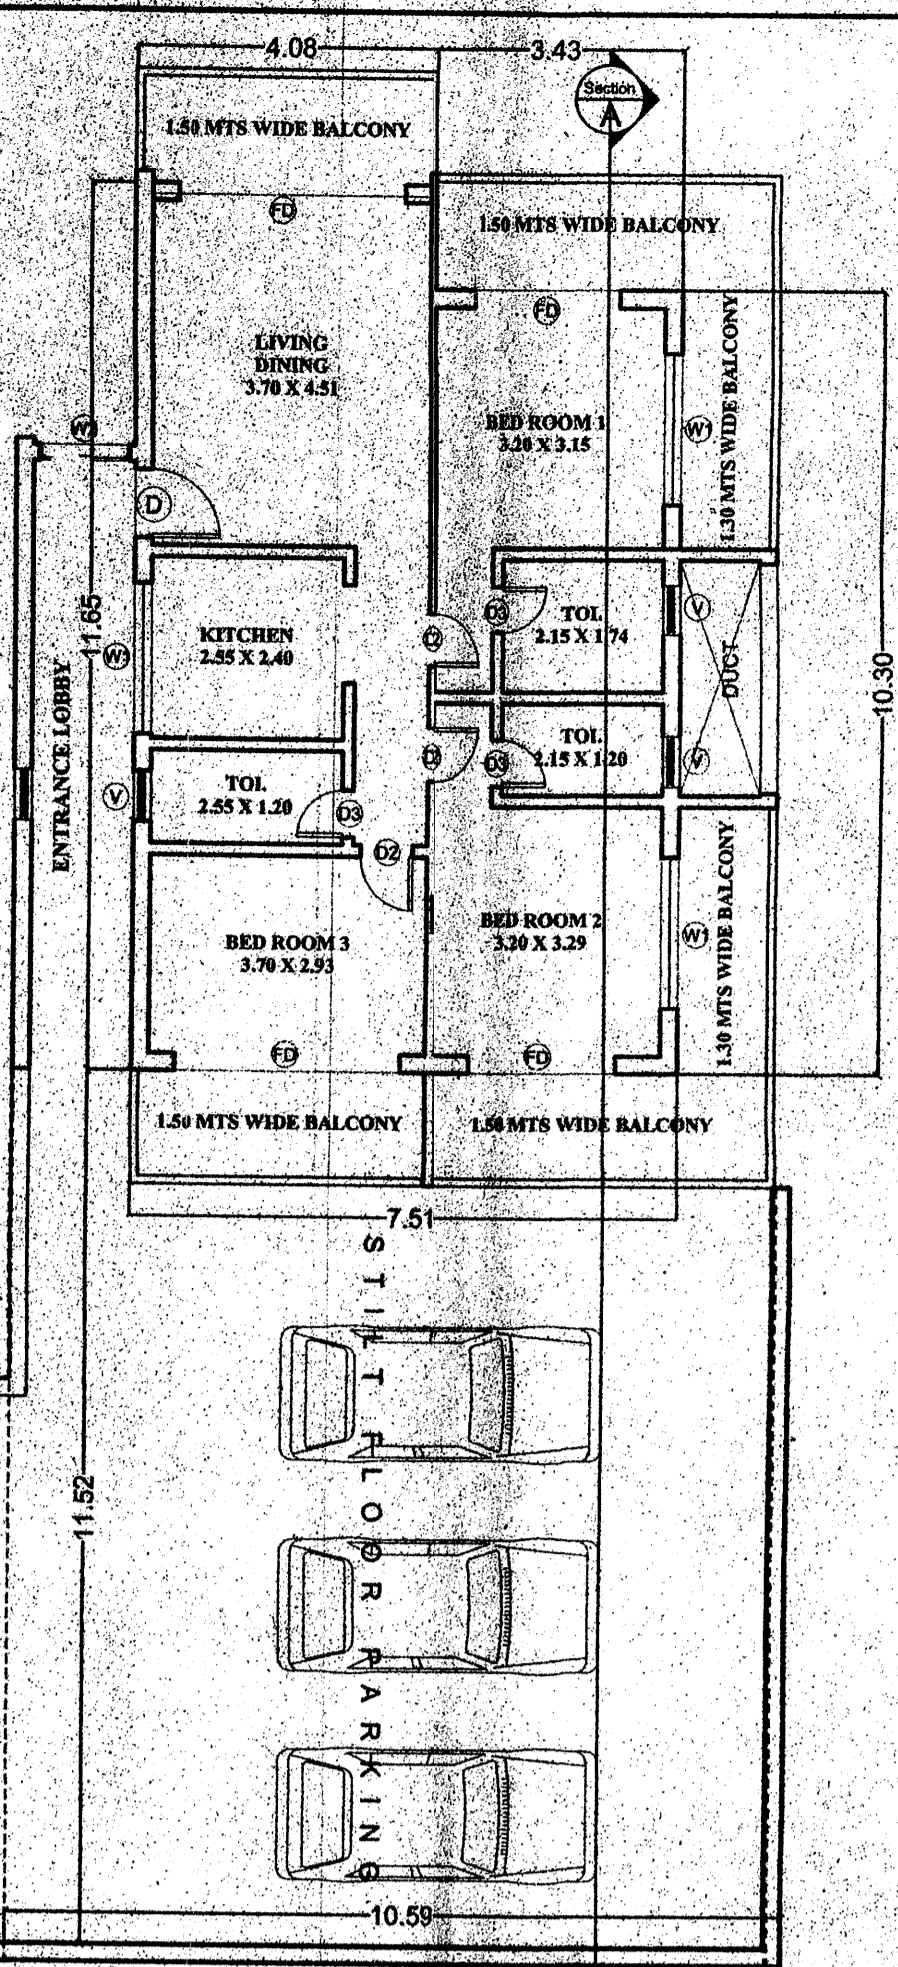 4.08
3.43
Section
A
1.50 MTS WIDE BALCONY
FD
1.50 MTS WIDE BALCONY
FD
1.30 MTS WIDE BALCONY
LIVING
DINING
3.70 X 4.51
BED ROOM 1
3.20 X 3.15
W1
D
11.65
ENTRANCE LOBBY
KITCHEN
2.55 X 2.40
D2
D3
TOI.
2.15 X 1.74
V
DUCT
10.30
TOI.
2.55 X 1.20
V
D3
D2
D2
D3
TOI.
2.15 X 1.20
V
BED ROOM 3
3.70 X 2.93
BED ROOM 2
3.20 X 3.29
W1
1.30 MTS WIDE BALCONY
FD
FD
1.50 MTS WIDE BALCONY
1.50 MTS WIDE BALCONY
7.51
STILT FLOOR PARKING
11.52
10.59